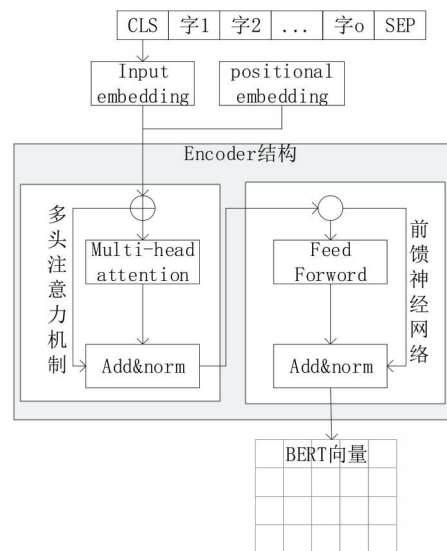 CLS 字1 字2 ... 字o SEP
Input embedding
positional embedding
Encoder结构
多头注意力机制
Multi-head attention
Add&norm
Feed Forword
Add&norm
前馈神经网络
BERT向量